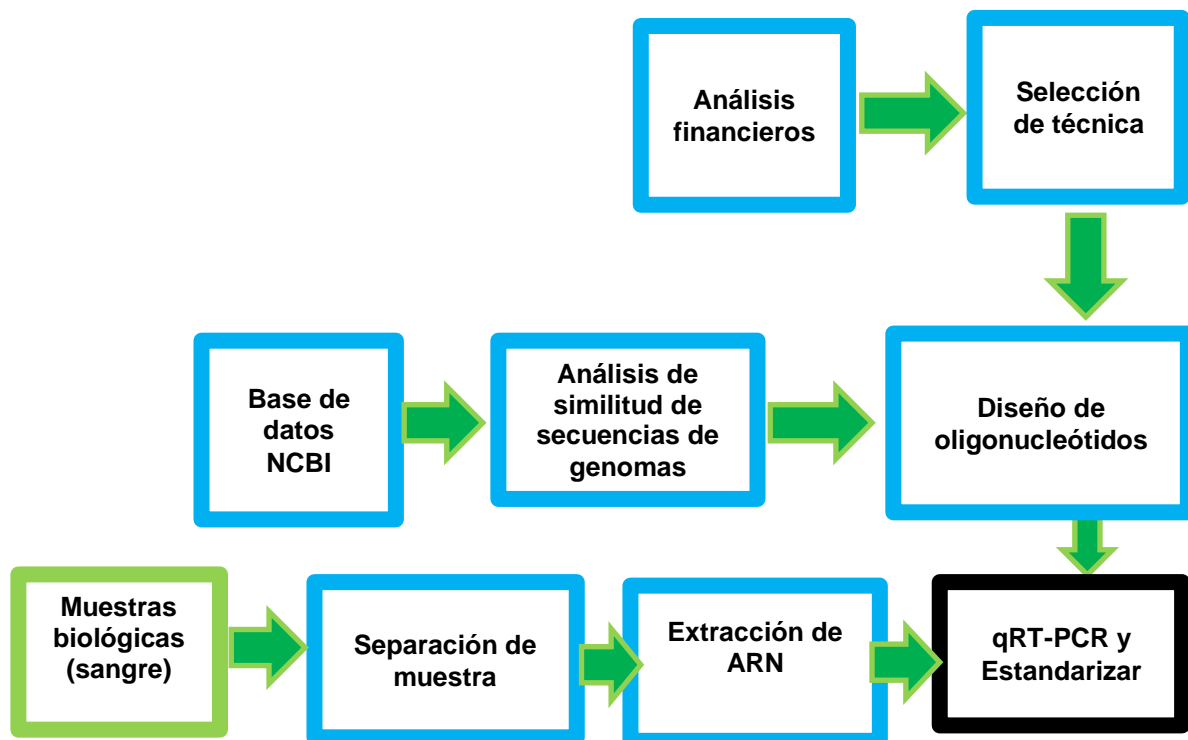 Análisis
financieros
Selección
de técnica
Base de
datos
NCBI
Análisis de
similitud de
secuencias de
genomas
Diseño de
oligonucleótidos
Muestras
biológicas
(sangre)
Separación de
muestra
Extracción de
ARN
qRT-PCR y
Estandarizar